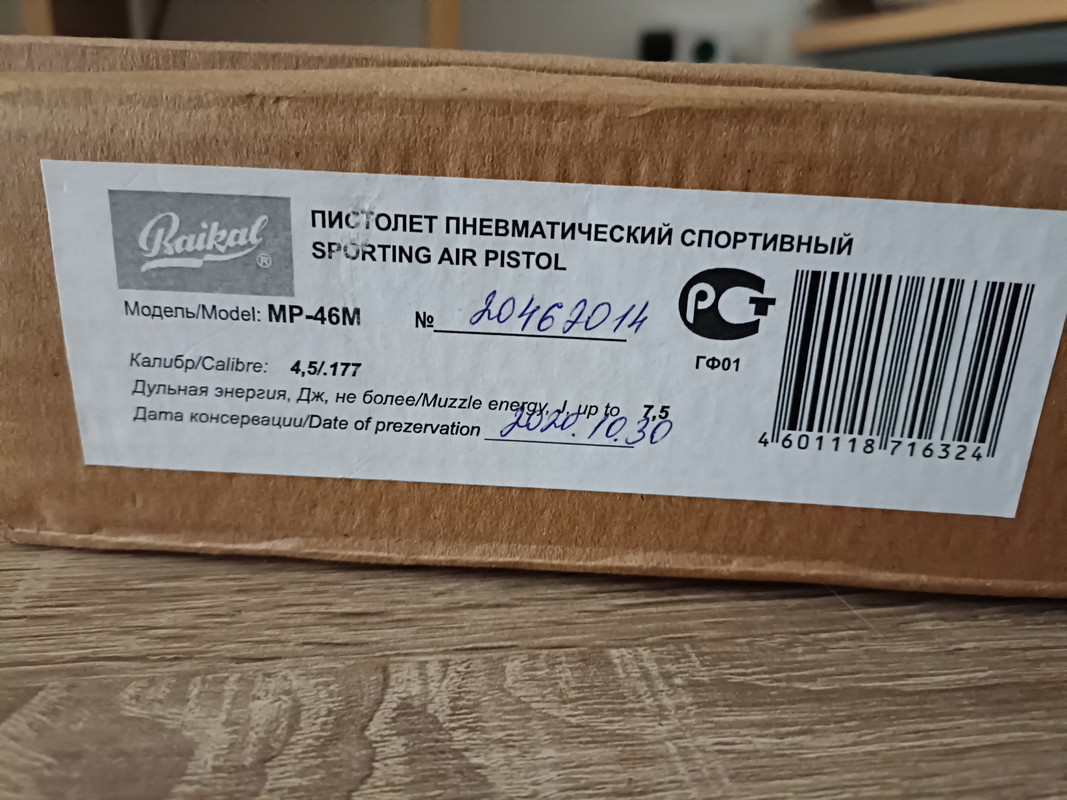 Baikal ®
ПИСТОЛЕТ ПНЕВМАТИЧЕСКИЙ СПОРТИВНЫЙ
SPORTING AIR PISTOL
Модель/Model: MP-46M № 20462014
Калибр/Calibre: 4,5/.177
Дульная энергия, Дж, не более/Muzzle energy, J, up to 7,5
Дата консервации/Date of prezervation 2020.10.30
РСТ
ГФ01
4 601118 716324